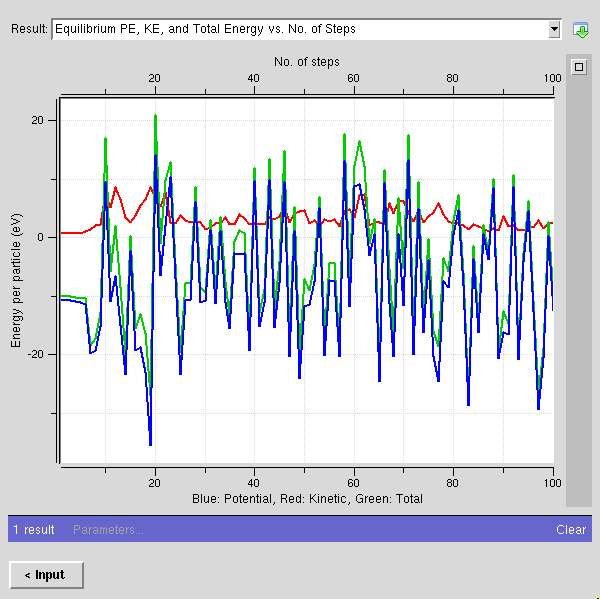 Result: Equilibrium PE, KE, and Total Energy vs. No. of Steps
No. of steps
20 40 60 80 100
20
0
-20
Energy per particle (eV)
20 40 60 80 100
Blue: Potential, Red: Kinetic, Green: Total
1 result Parameters... Clear
< Input